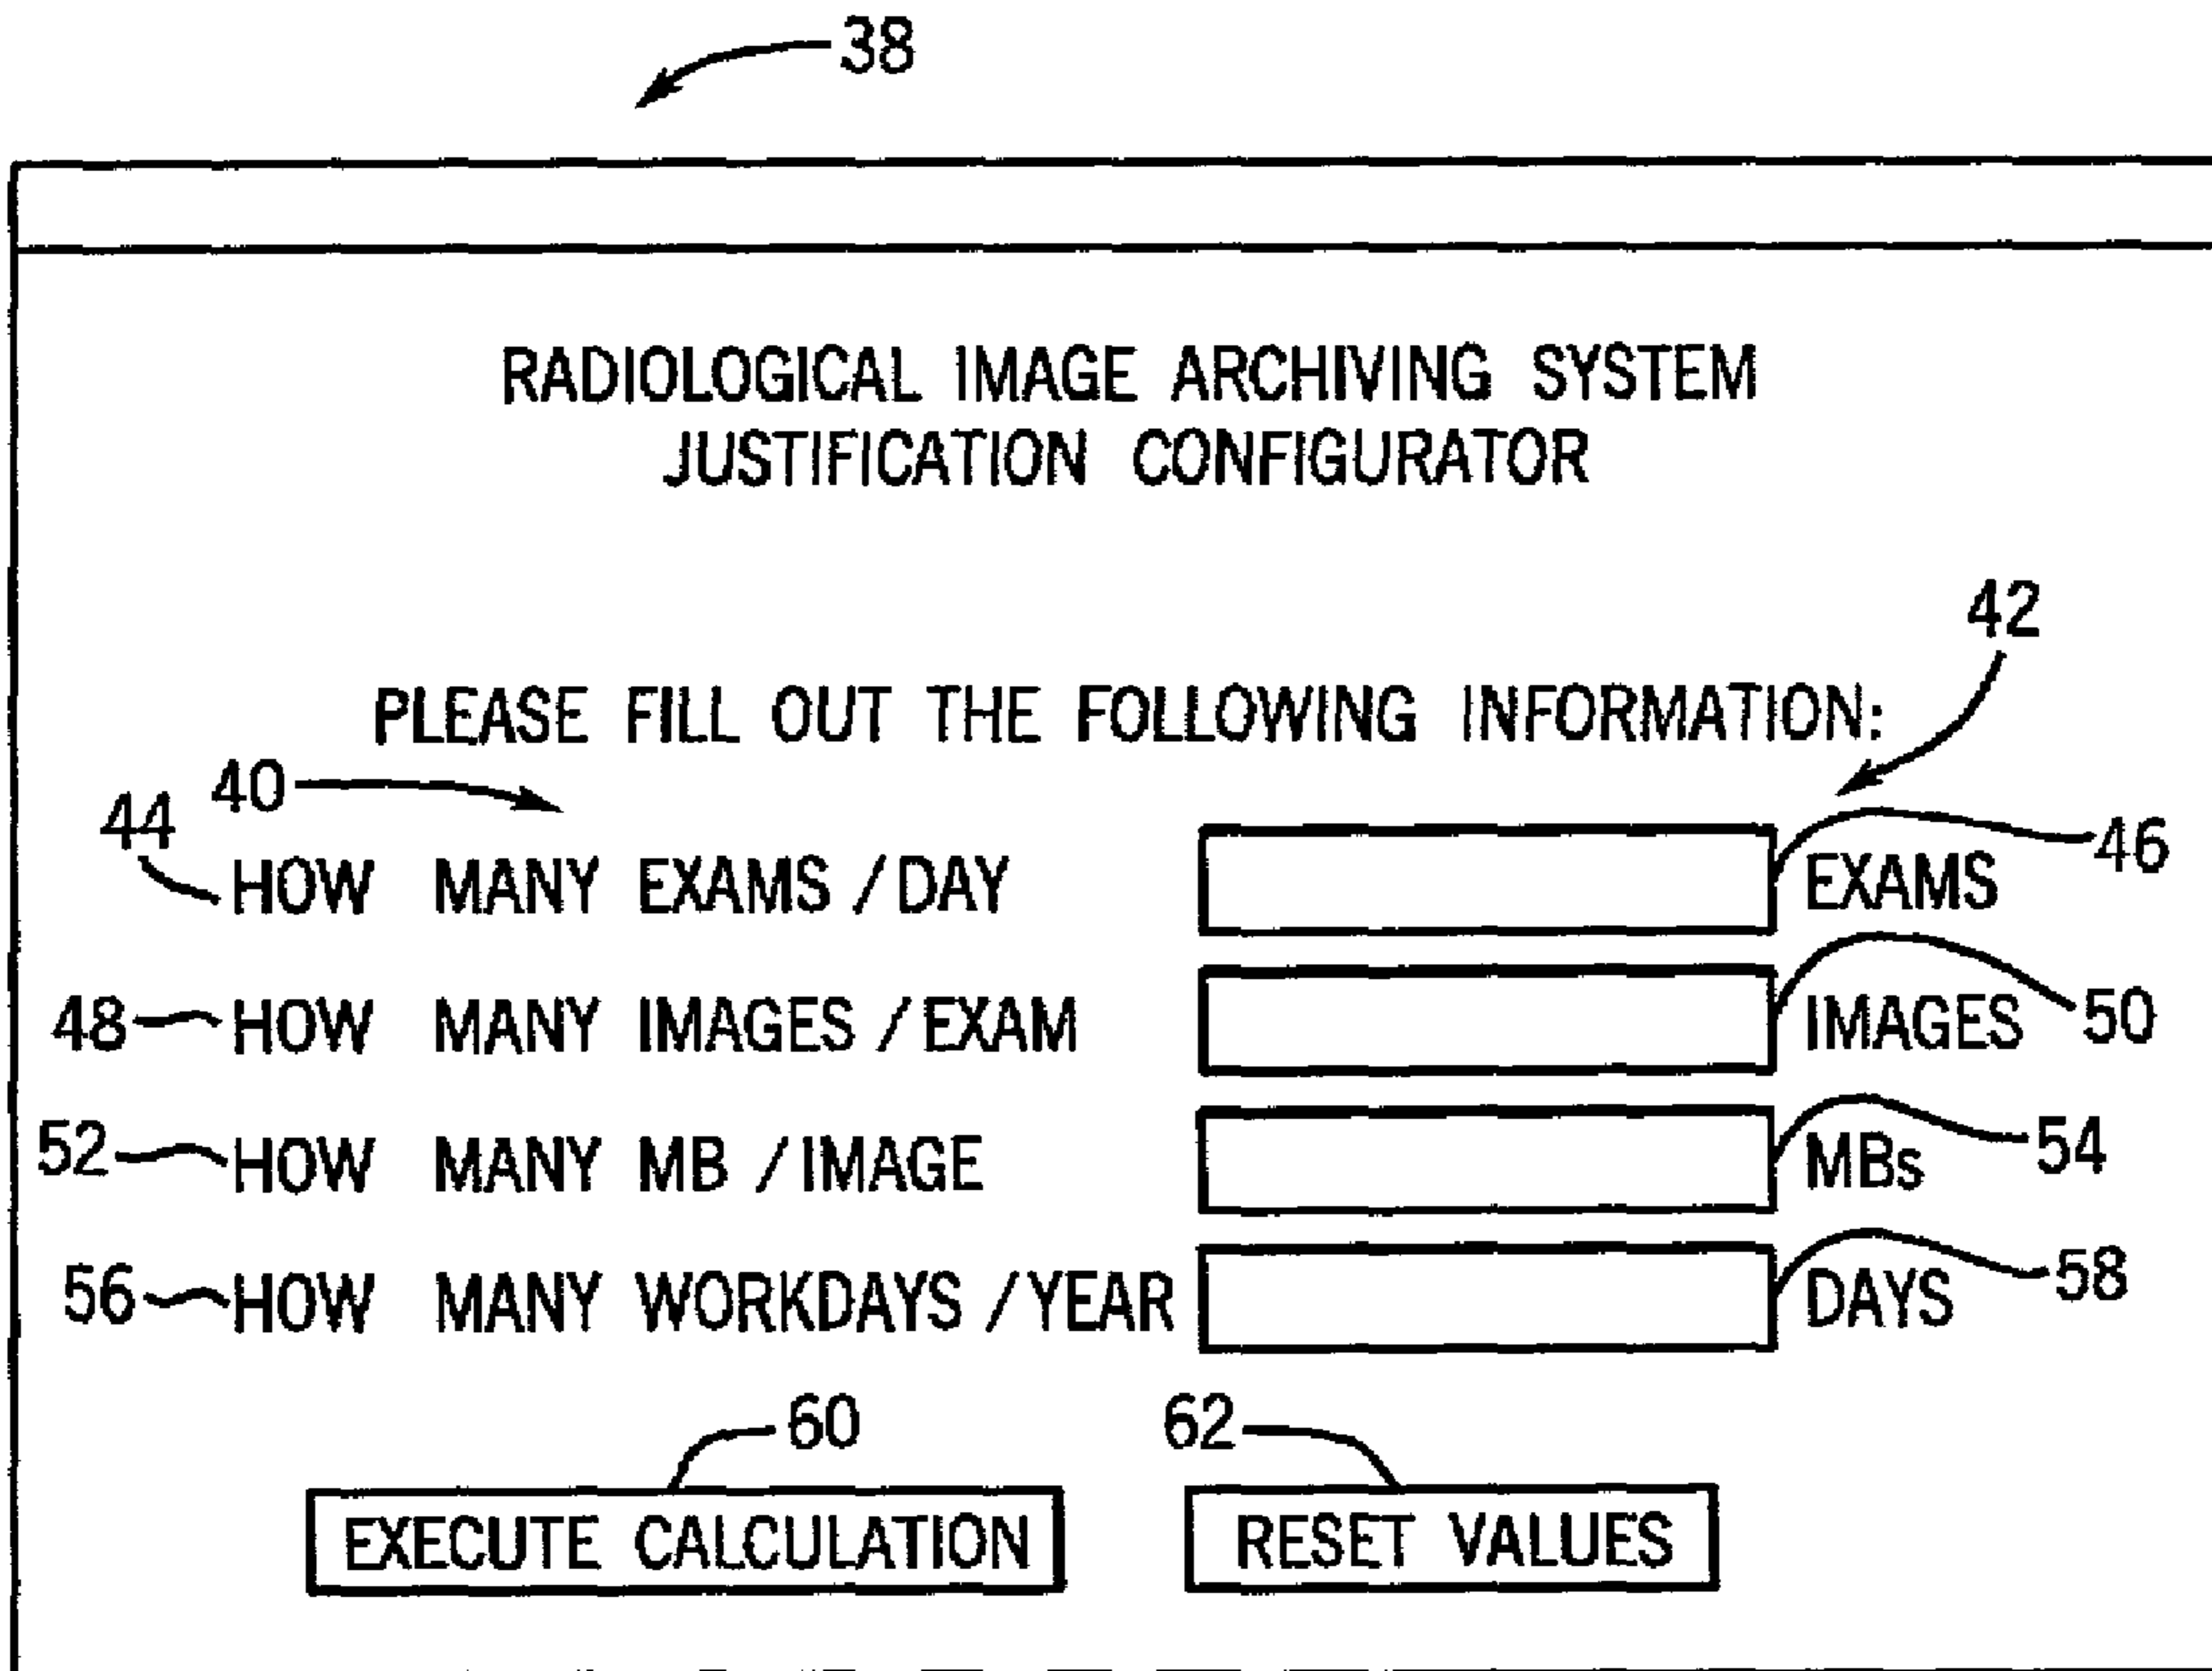 38
RADIOLOGICAL IMAGE ARCHIVING SYSTEM
JUSTIFICATION CONFIGURATOR
42
PLEASE FILL OUT THE FOLLOWING INFORMATION:
40
44 HOW MANY EXAMS /DAY EXAMS 46
48 HOW MANY IMAGES /EXAM IMAGES 50
52 HOW MANY MB /IMAGE MBs 54
56 HOW MANY WORKDAYS /YEAR DAYS 58
60 62
EXECUTE CALCULATION RESET VALUES